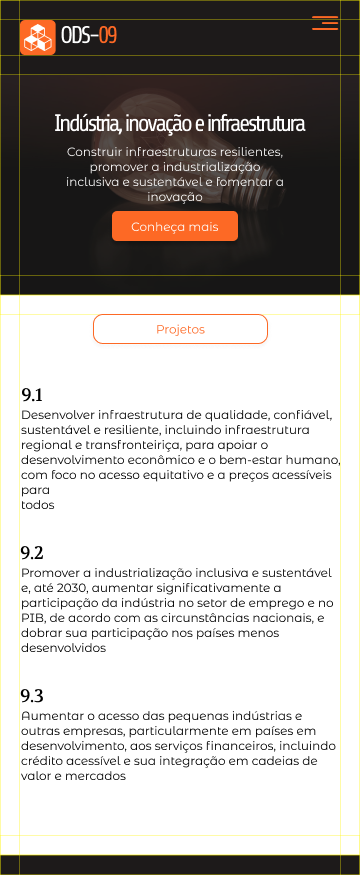 ODS-09
Indústria, inovação e infraestrutura
Construir infraestruturas resilientes,
promover a industrialização
inclusiva e sustentável e fomentar a
inovação
Conheça mais
Projetos
9.1
Desenvolver infraestrutura de qualidade, confiável,
sustentável e resiliente, incluindo infraestrutura
regional e transfronteiriça, para apoiar o
desenvolvimento econômico e o bem-estar humano,
com foco no acesso equitativo e a preços acessíveis
para
todos
9.2
Promover a industrialização inclusiva e sustentável
e, até 2030, aumentar significativamente a
participação da indústria no setor de emprego e no
PIB, de acordo com as circunstâncias nacionais, e
dobrar sua participação nos países menos
desenvolvidos
9.3
Aumentar o acesso das pequenas indústrias e
outras empresas, particularmente em países em
desenvolvimento, aos serviços financeiros, incluindo
crédito acessível e sua integração em cadeias de
valor e mercados